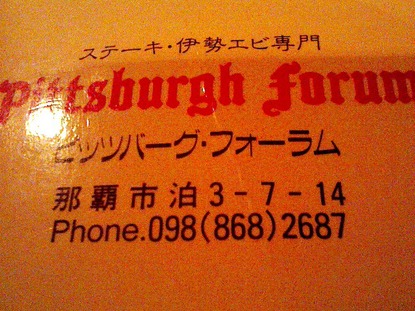 ステーキ・伊勢エビ専門
Pittsburgh Forum
ピッツバーグ・フォーラム
那覇市泊3-7-14
Phone.098(868)2687